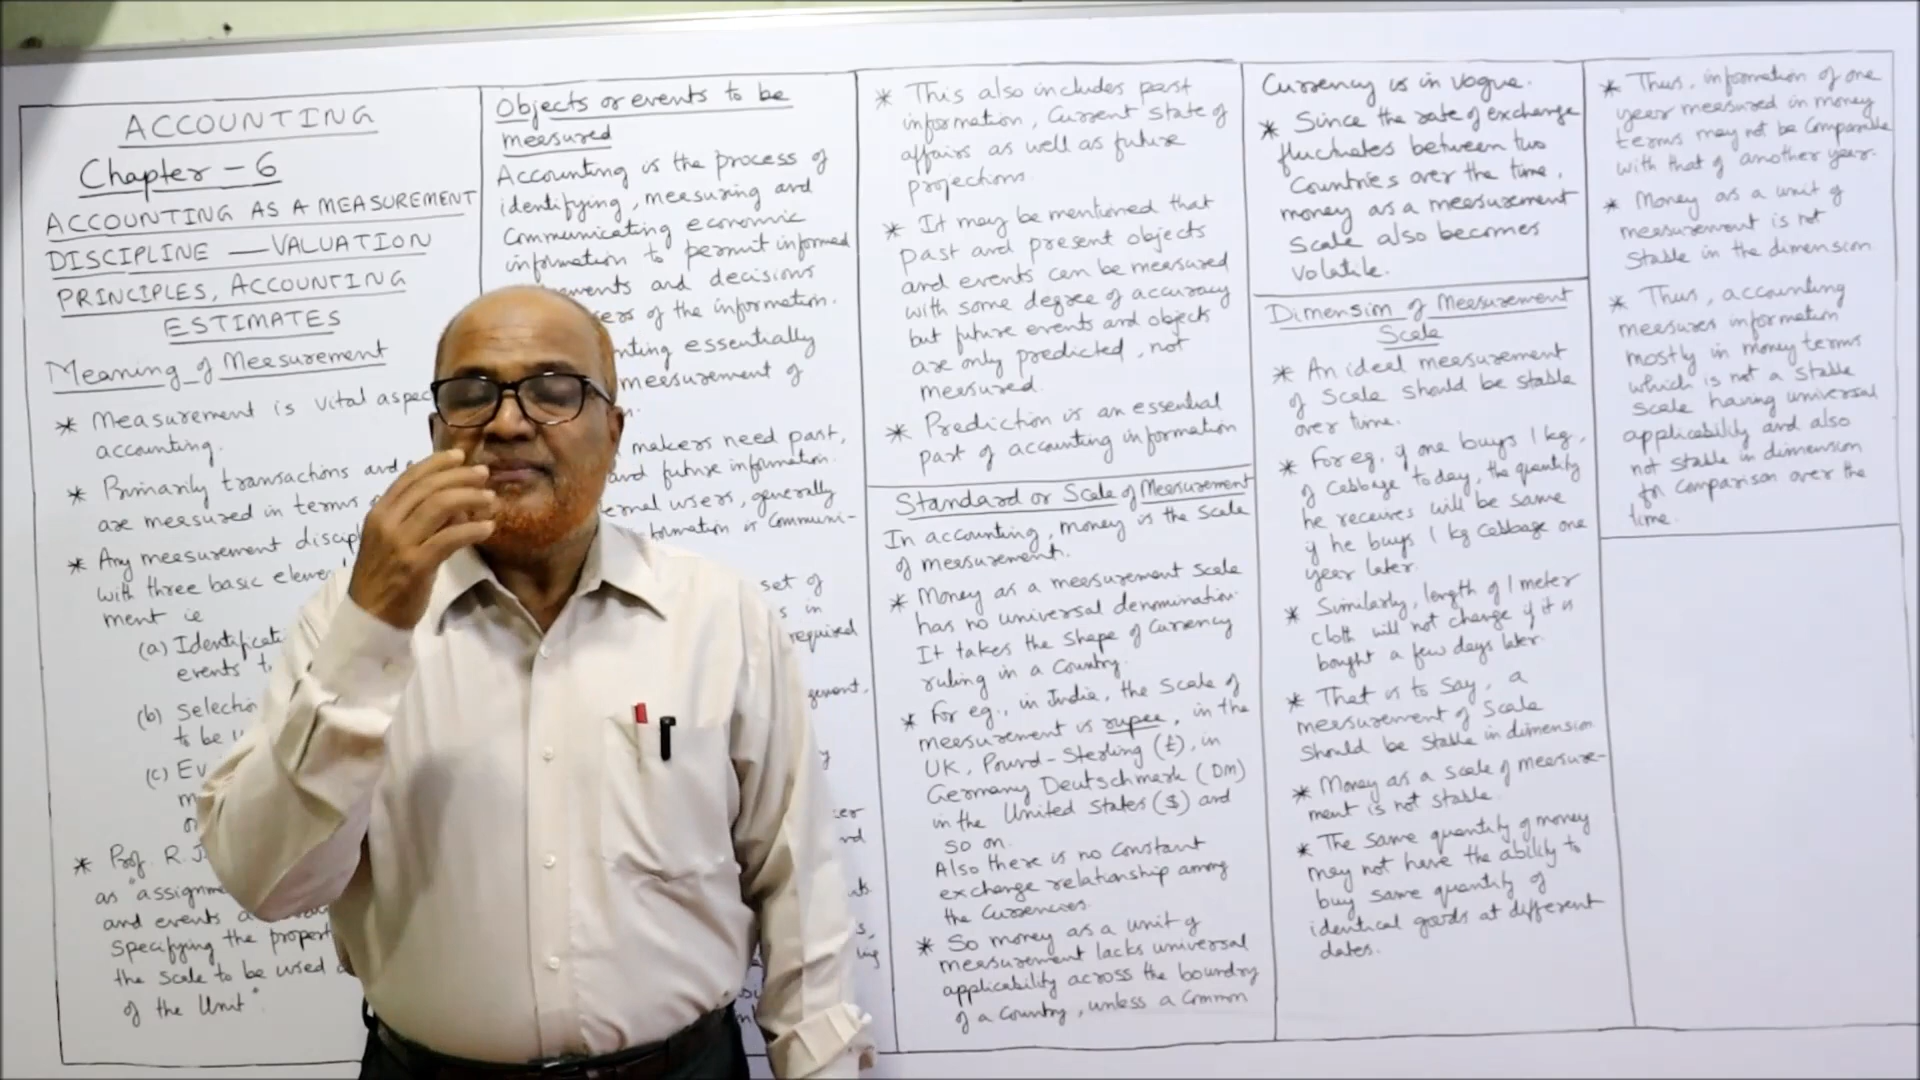 ACCOUNTING
Chapter – 6
ACCOUNTING AS A MEASUREMENT
DISCIPLINE — VALUATION
PRINCIPLES, ACCOUNTING
ESTIMATES
Meaning of Measurement
* Measurement is vital
accounting.
* Primarily transactions and
are measured in terms
* Any measurement
with three basic
ment ie
(a)
events
(b)
to be
(c)
* Prof. R. J.
as
and events
specifying the
the scale to be used
of the Unit"
Objects or events to be
measured
Accounting is the process of
identifying, measuring and
Communicating economic
information to permit informed
and decisions
of the information.
essentially
measurement of
makers need past,
and future information.
users, generally
is
set of
in
required
* This also includes past
information, Current state of
affairs as well as future
projections.
* It may be mentioned that
past and present objects
and events can be measured
with some degree of accuracy
but future events and objects
are only predicted, not
measured.
* Prediction is an essential
part of accounting information
Standard or Scale of Measurement
In accounting, money is the scale
of measurement.
* Money as a measurement scale
has no universal denomination.
It takes the shape of Currency
ruling in a Country.
* For eg., in India, the scale of
measurement is rupee, in the
UK, Pound-Sterling (£), in
Germany Deutschmark (DM)
in the United States ($) and
so on.
Also there is no constant
exchange relationship among
the Currencies.
* So money as a unit of
measurement lacks universal
applicability across the boundry
of a Country, unless a Common
Currency is in vogue.
* Since the rate of exchange
fluctuates between two
Countries over the time,
money as a measurement
Scale also becomes
volatile.
Dimension of Measurement
Scale
* An ideal measurement
of Scale should be stable
over time.
* For eg, if one buys 1 kg,
of Cabbage today, the quantity
he receives will be same
if he buys 1 kg Cabbage one
year later.
* Similarly, length of 1 meter
cloth will not change if it is
bought a few days later.
* That is to say, a
measurement of Scale
should be stable in dimension
* Money as a scale of measure-
ment is not stable.
* The same quantity of money
may not have the ability to
buy same quantity of
identical goods at different
dates.
* Thus, information of one
year measured in money
terms may not be Comparable
with that of another year.
* Money as a unit of
measurement is not
stable in the dimension.
* Thus, accounting
measures information
mostly in money terms
which is not a stable
scale having universal
applicability and also
not stable in dimension
for comparison over the
time.